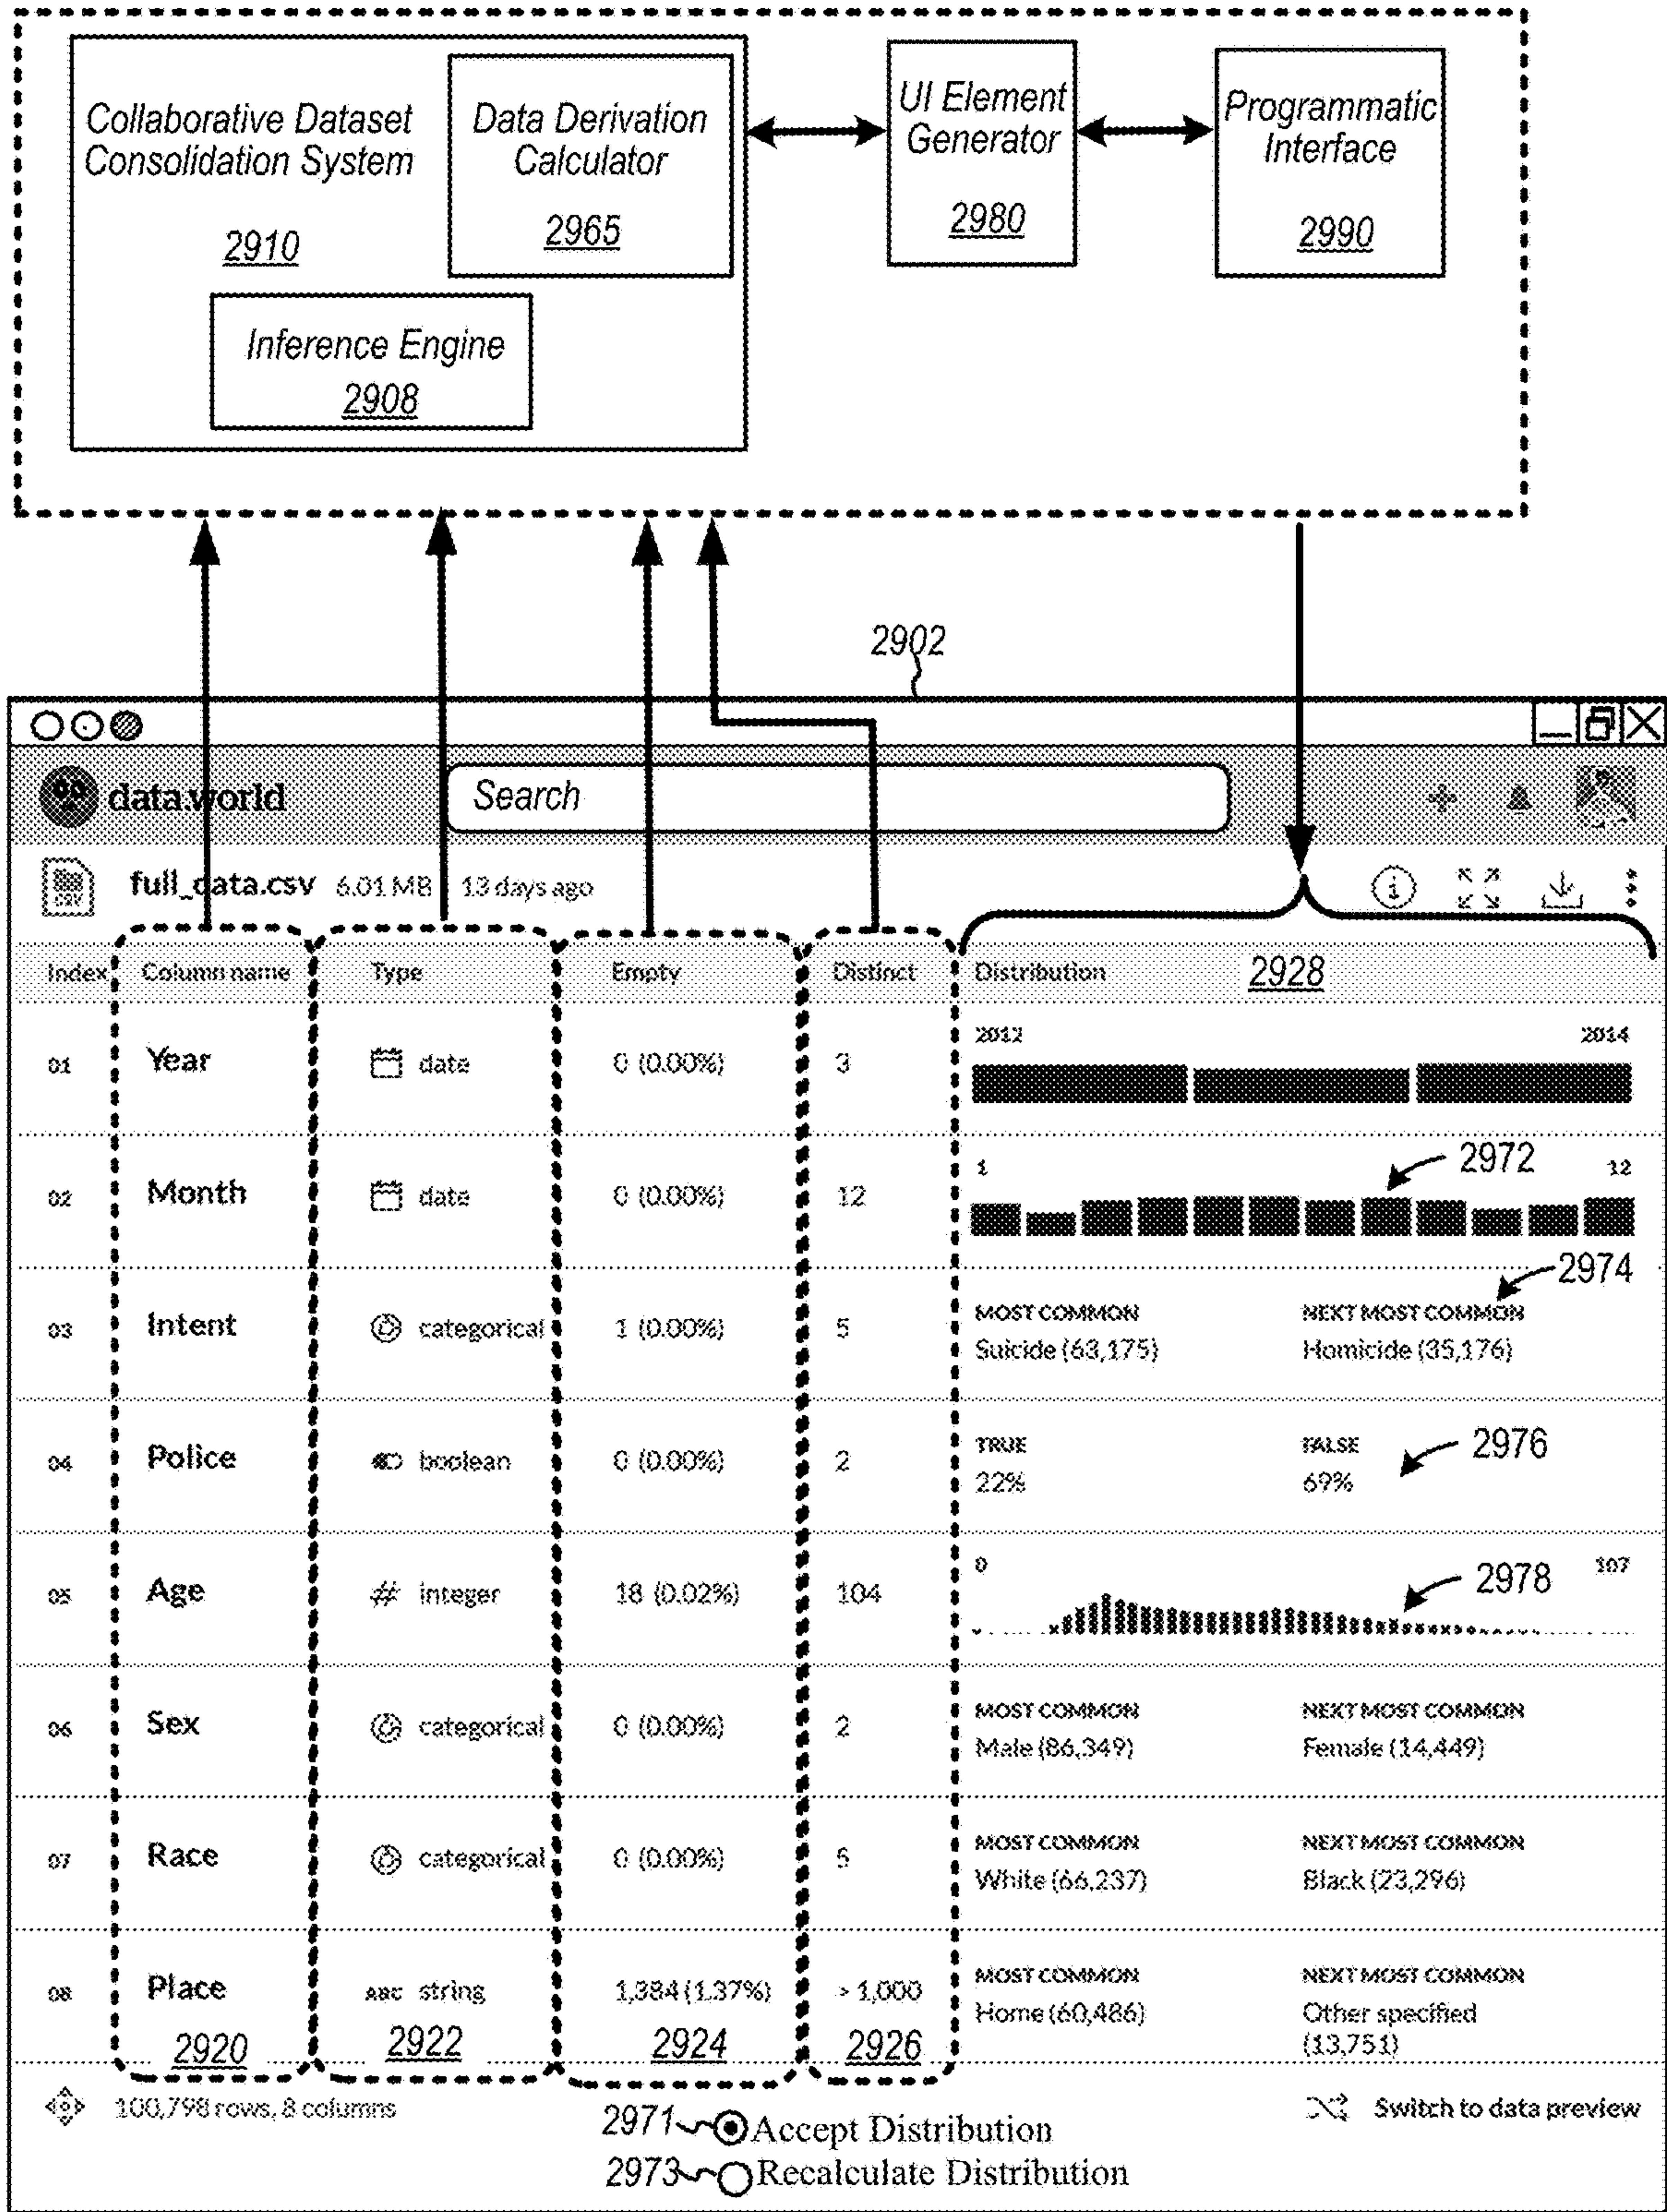 Collaborative Dataset
Consolidation System
2910
Data Derivation
Calculator
2965
Inference Engine
2908
UI Element
Generator
2980
Programmatic
Interface
2990
2902
data.world
Search
CSV
full_data.csv 6.01 MB 13 days ago
Index Column name Type Empty Distinct Distribution 2928
2012 2014
01 Year date 0 (0.00%) 3
1 2972 12
02 Month date 0 (0.00%) 12
2974
MOST COMMON NEXT MOST COMMON
03 Intent categorical 1 (0.00%) 5
Suicide (63,175) Homicide (35,176)
TRUE FALSE 2976
04 Police boolean 0 (0.00%) 2
22% 69%
0 2978 107
05 Age # integer 18 (0.02%) 104
MOST COMMON NEXT MOST COMMON
06 Sex categorical 0 (0.00%) 2
Male (86,349) Female (14,449)
MOST COMMON NEXT MOST COMMON
07 Race categorical 0 (0.00%) 5
White (66,237) Black (23,296)
MOST COMMON NEXT MOST COMMON
08 Place ABC string 1,384 (1.37%) > 1,000
Home (60,486) Other specified
(13,751)
2920 2922 2924 2926
100,798 rows, 8 columns
Switch to data preview
2971 Accept Distribution
2973 Recalculate Distribution